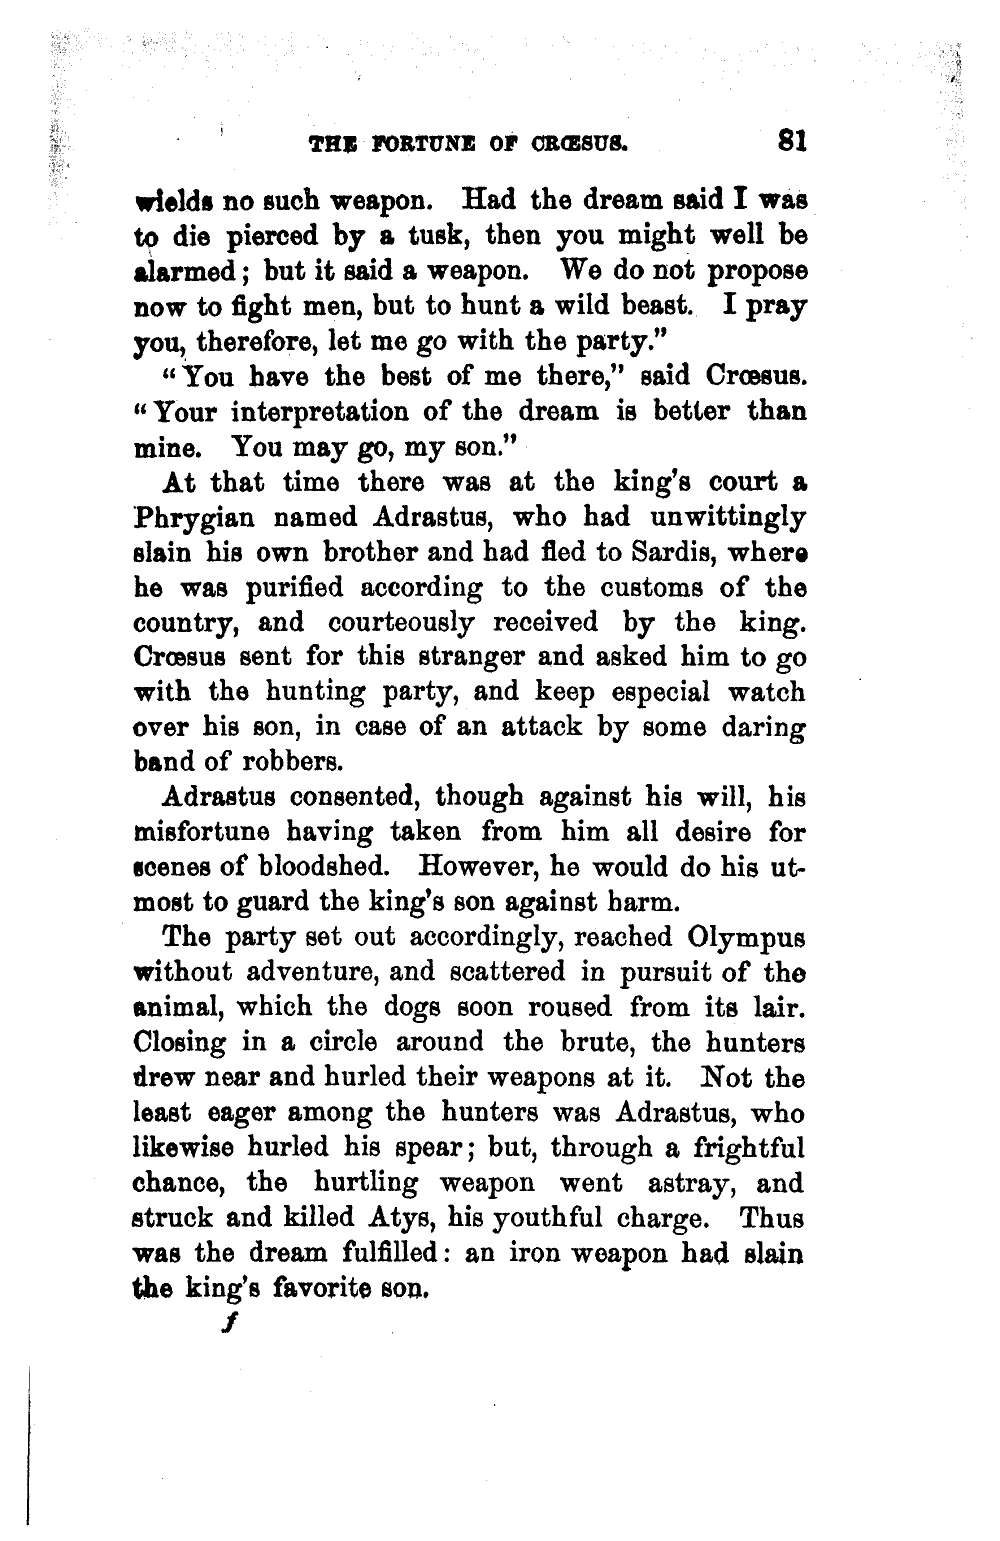 THE FORTUNE OF CRŒSUS. 81
wields no such weapon. Had the dream said I was
to die pierced by a tusk, then you might well be
alarmed; but it said a weapon. We do not propose
now to fight men, but to hunt a wild beast. I pray
you, therefore, let me go with the party.”
“You have the best of me there,” said Crœsus.
“Your interpretation of the dream is better than
mine. You may go, my son.”
At that time there was at the king's court a
Phrygian named Adrastus, who had unwittingly
slain his own brother and had fled to Sardis, where
he was purified according to the customs of the
country, and courteously received by the king.
Crœsus sent for this stranger and asked him to go
with the hunting party, and keep especial watch
over his son, in case of an attack by some daring
band of robbers.
Adrastus consented, though against his will, his
misfortune having taken from him all desire for
scenes of bloodshed. However, he would do his ut-
most to guard the king's son against harm.
The party set out accordingly, reached Olympus
without adventure, and scattered in pursuit of the
animal, which the dogs soon roused from its lair.
Closing in a circle around the brute, the hunters
drew near and hurled their weapons at it. Not the
least eager among the hunters was Adrastus, who
likewise hurled his spear; but, through a frightful
chance, the hurtling weapon went astray, and
struck and killed Atys, his youthful charge. Thus
was the dream fulfilled: an iron weapon had slain
the king's favorite son.
f